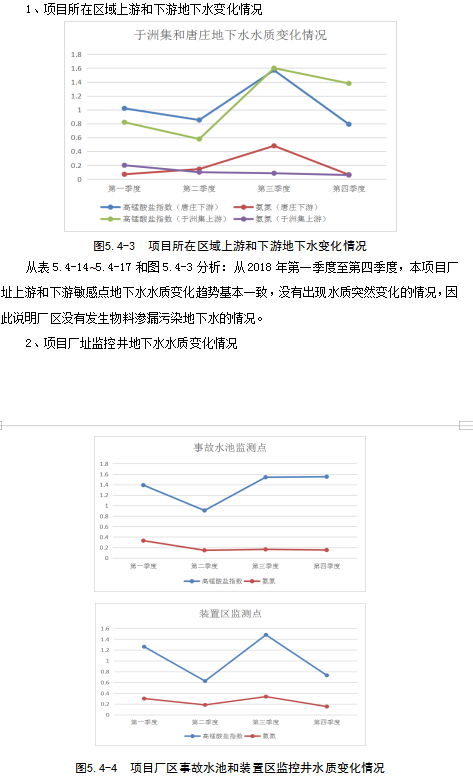 1、项目所在区域上游和下游地下水变化情况
于洲集和唐庄地下水水质变化情况
1.8
1.6
1.4
1.2
1
0.8
0.6
0.4
0.2
0
第一季度 第二季度 第三季度 第四季度
高锰酸盐指数（唐庄下游） 氨氮（唐庄下游）
高锰酸盐指数（于洲集上游） 氨氮（于洲集上游）
图5.4-3 项目所在区域上游和下游地下水变化情况
从表5.4-14~5.4-17和图5.4-3分析：从2018年第一季度至第四季度，本项目厂
址上游和下游敏感点地下水水质变化趋势基本一致，没有出现水质突然变化的情况，因
此说明厂区没有发生物料渗漏污染地下水的情况。
2、项目厂址监控井地下水水质变化情况
事故水池监测点
1.8
1.6
1.4
1.2
1
0.8
0.6
0.4
0.2
0
第一季度 第二季度 第三季度 第四季度
高锰酸盐指数 氨氮
装置区监测点
1.6
1.4
1.2
1
0.8
0.6
0.4
0.2
0
第一季度 第二季度 第三季度 第四季度
高锰酸盐指数 氨氮
图5.4-4 项目厂区事故水池和装置区监控井水质变化情况